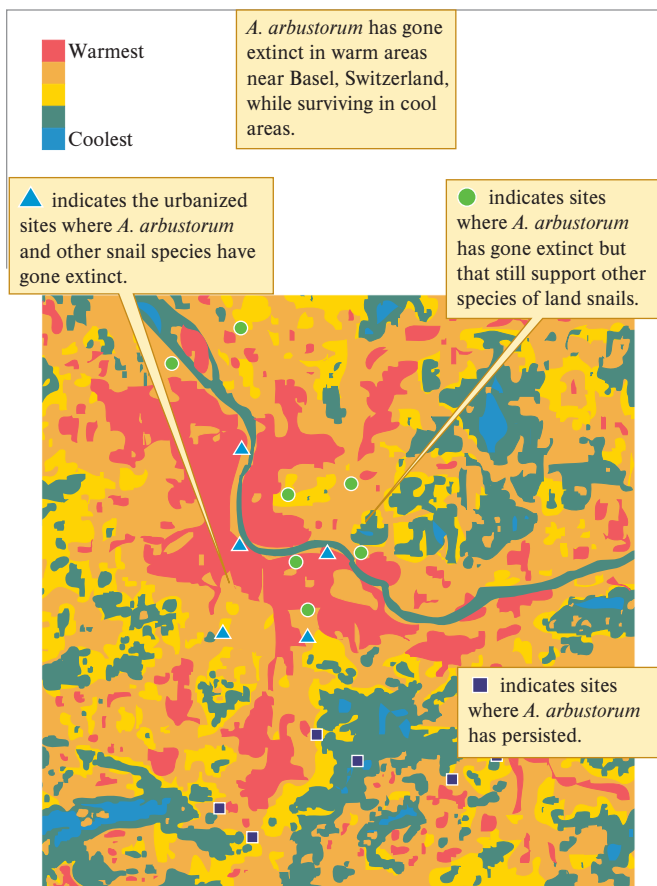 Warmest
Coolest
A. arbustorum has gone
extinct in warm areas
near Basel, Switzerland,
while surviving in cool
areas.
indicates the urbanized
sites where A. arbustorum
and other snail species have
gone extinct.
indicates sites
where A. arbustorum
has gone extinct but
that still support other
species of land snails.
indicates sites
where A. arbustorum
has persisted.